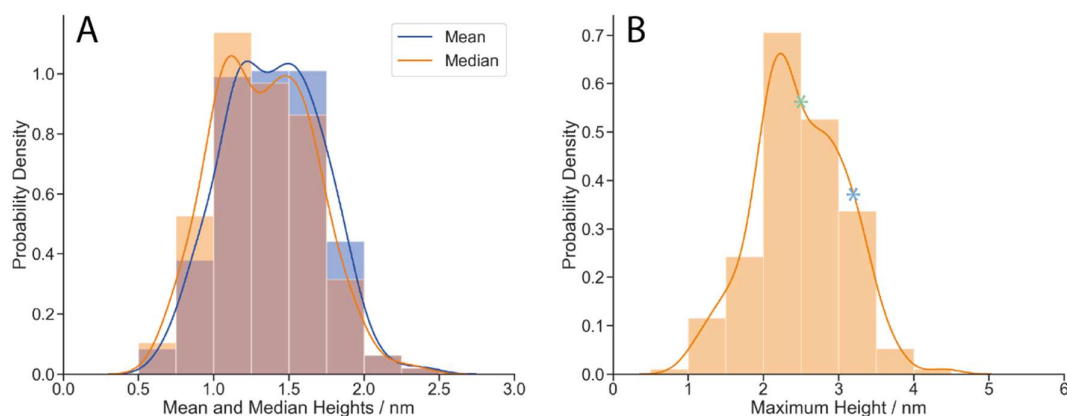 A
Mean
Median
Probability Density
1.0
0.8
0.6
0.4
0.2
0.0
0.0 0.5 1.0 1.5 2.0 2.5 3.0
Mean and Median Heights / nm
B
Probability Density
0.7
0.6
0.5
0.4
0.3
0.2
0.1
0.0
0 1 2 3 4 5 6
Maximum Height / nm